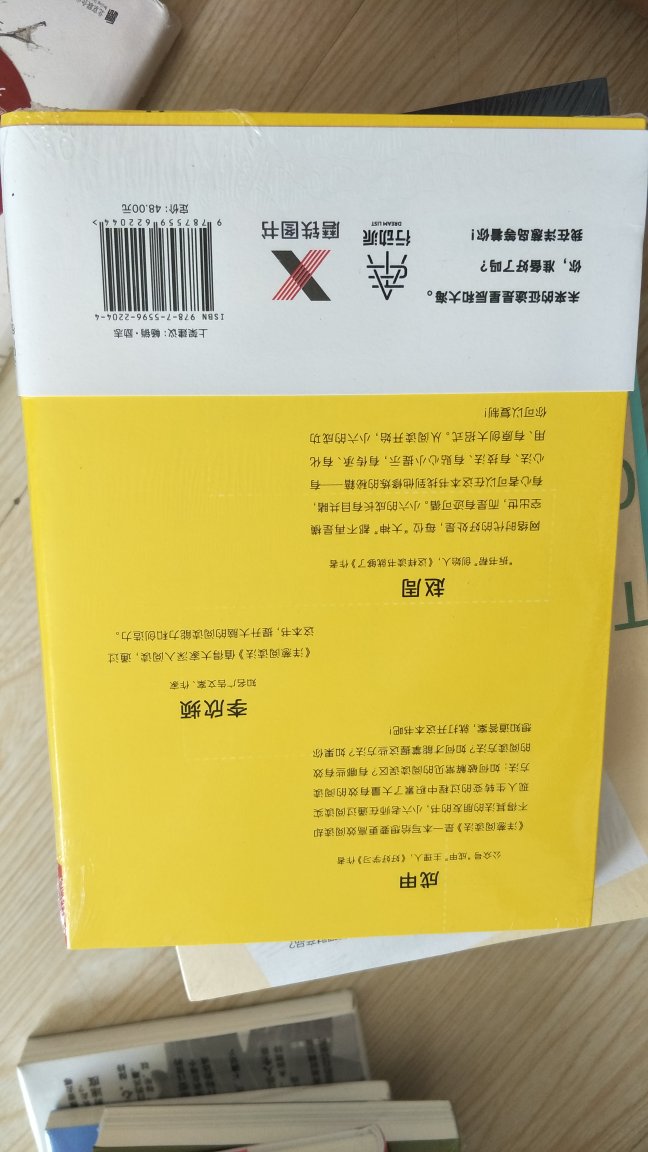 成甲
公众号“成甲”主理人，《好好学习》作者
《洋葱阅读法》是一本写给想要更高效阅读却
不得其法的朋友的书，小六老师在通过阅读实
现人生转变的过程中积累了大量有效的阅读
方法：如何破解常见的阅读误区？有哪些有效
的阅读方法？如何才能掌握这些方法？如果你
想知道答案，就打开这本书吧！
李欣频
知名广告文案、作家
《洋葱阅读法》值得大家深入阅读，通过
这本书，提升大脑的阅读力能和创造力。
赵周
“拆书帮”创始人，《这样读书就够了》作者
网络时代的好处是，每位“大神”都不再是横
空出世，而是有迹可循。小六的成长有目共睹，
有心者可以在这本书找到他修炼的秘籍——有
心法、有技法、有贴心小提示，有传承、有化
用、有原创大招式。从阅读开始，小六的成功
你可以复制！
未来的征途是星辰和大海。
你，准备好了吗？
我在洋葱岛等着你！
行动派
DREAM LIST
磨铁图书
上架建议：畅销·励志
ISBN 978-7-5596-2204-4
9 787559 622044 >
定价：48.00元
T